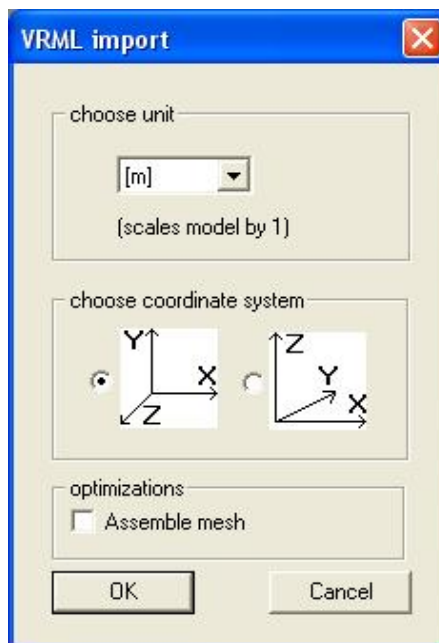 VRML import
choose unit
[m]
(scales model by 1)
choose coordinate system
Y X Z
Z Y X
optimizations
Assemble mesh
OK Cancel